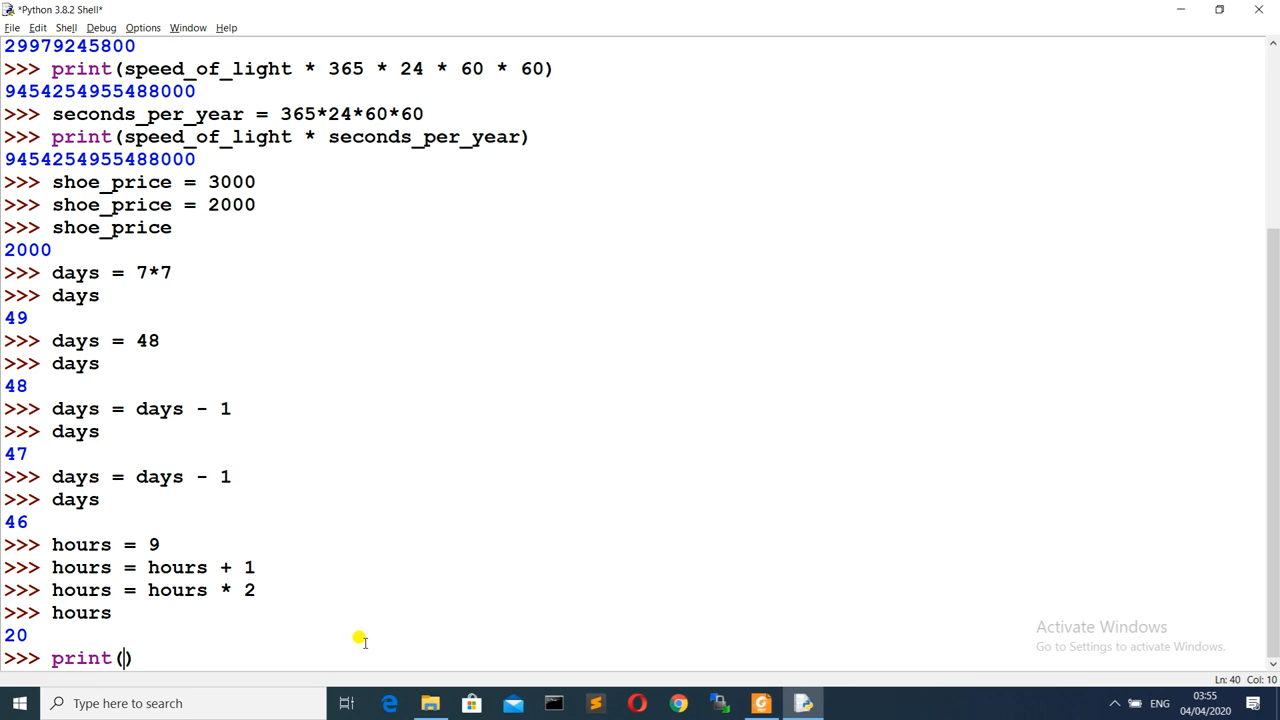 *Python 3.8.2 Shell*
File Edit Shell Debug Options Window Help
29979245800
>>> print(speed_of_light * 365 * 24 * 60 * 60)
945425495548​8000
>>> seconds_per_year = 365*24*60*60
>>> print(speed_of_light * seconds_per_year)
9454254955488000
>>> shoe_price = 3000
>>> shoe_price = 2000
>>> shoe_price
2000
>>> days = 7*7
>>> days
49
>>> days = 48
>>> days
48
>>> days = days - 1
>>> days
47
>>> days = days - 1
>>> days
46
>>> hours = 9
>>> hours = hours + 1
>>> hours = hours * 2
>>> hours
20
>>> print()
Activate Windows
Go to Settings to activate Windows.
Ln: 40 Col: 10
Type here to search
ENG
03:55
04/04/2020